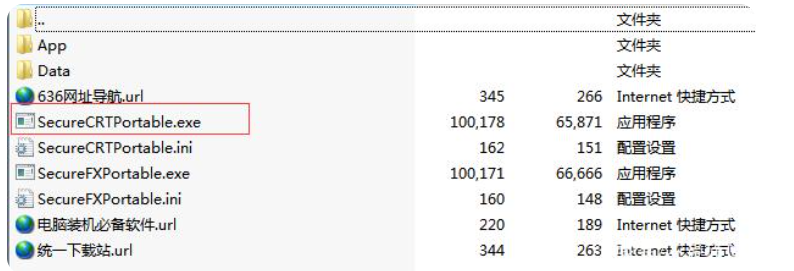 .. 文件夹
App 文件夹
Data 文件夹
636网址导航.url 345 266 Internet 快捷方式
SecureCRTPortable.exe 100,178 65,871 应用程序
SecureCRTPortable.ini 162 151 配置设置
SecureFXPortable.exe 100,171 66,666 应用程序
SecureFXPortable.ini 160 148 配置设置
电脑装机必备软件.url 220 189 Internet 快捷方式
统一下载站.url 344 263 Internet 快捷方式